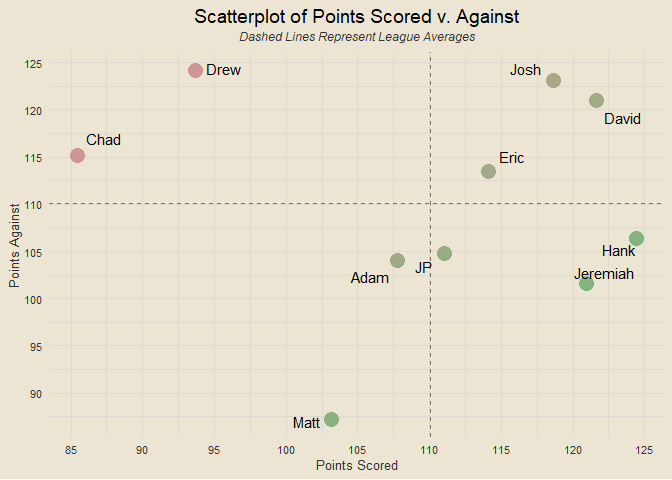 Scatterplot of Points Scored v. Against
Dashed Lines Represent League Averages
125
120
115
110
105
100
95
90
Points Against
Drew
Josh
David
Chad
Eric
Hank
JP
Adam
Jeremiah
Matt
85
90
95
100
105
110
115
120
125
Points Scored